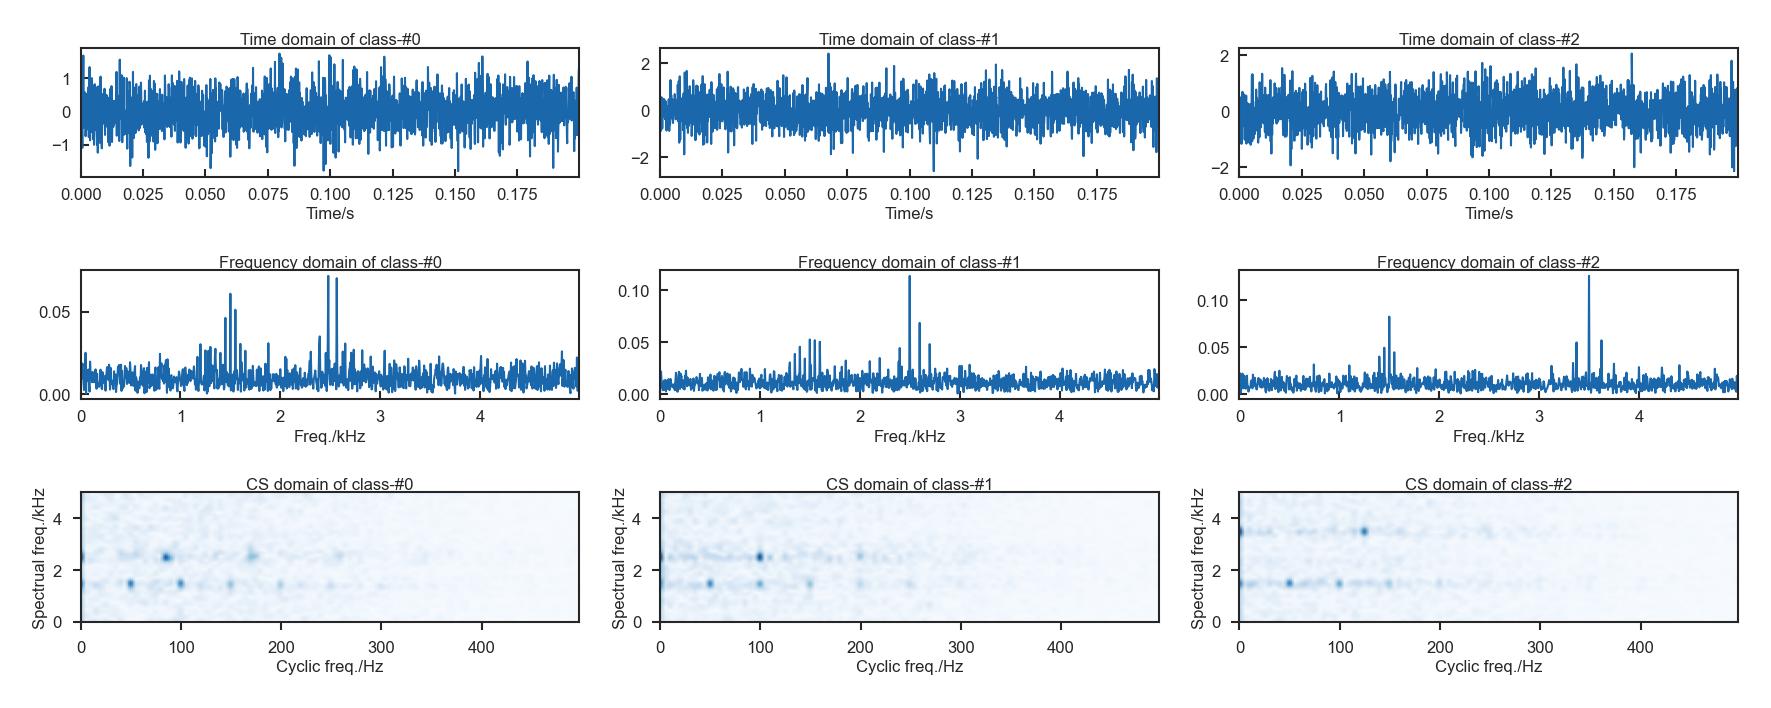 Time domain of class-#0 Time domain of class-#1 Time domain of class-#2
1 2 2
0 0 0
−1 −2 −2
0.000 0.025 0.050 0.075 0.100 0.125 0.150 0.175 0.000 0.025 0.050 0.075 0.100 0.125 0.150 0.175 0.000 0.025 0.050 0.075 0.100 0.125 0.150 0.175
Time/s Time/s Time/s
Frequency domain of class-#0 Frequency domain of class-#1 Frequency domain of class-#2
0.05 0.10 0.10
0.05 0.05
0.00 0.00 0.00
0 1 2 3 4 0 1 2 3 4 0 1 2 3 4
Freq./kHz Freq./kHz Freq./kHz
CS domain of class-#0 CS domain of class-#1 CS domain of class-#2
Spectrual freq./kHz Spectrual freq./kHz Spectrual freq./kHz
4 4 4
2 2 2
0 0 0
0 100 200 300 400 0 100 200 300 400 0 100 200 300 400
Cyclic freq./Hz Cyclic freq./Hz Cyclic freq./Hz